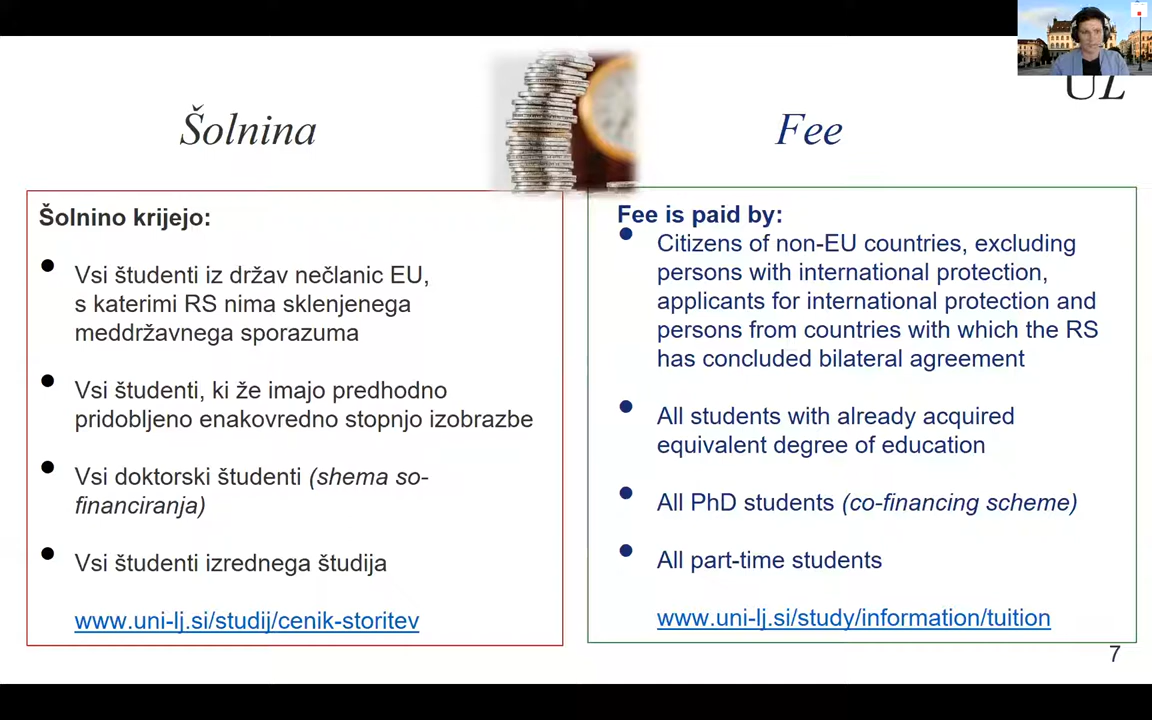 UL
Šolnina
Fee
Šolnino krijejo:
Vsi študenti iz držav nečlanic EU,
s katerimi RS nima sklenjenega
meddržavnega sporazuma
Vsi študenti, ki že imajo predhodno
pridobljeno enakovredno stopnjo izobrazbe
Vsi doktorski študenti (shema so-
financiranja)
Vsi študenti izrednega študija
www.uni-lj.si/studij/cenik-storitev
Fee is paid by:
Citizens of non-EU countries, excluding
persons with international protection,
applicants for international protection and
persons from countries with which the RS
has concluded bilateral agreement
All students with already acquired
equivalent degree of education
All PhD students (co-financing scheme)
All part-time students
www.uni-lj.si/study/information/tuition
7